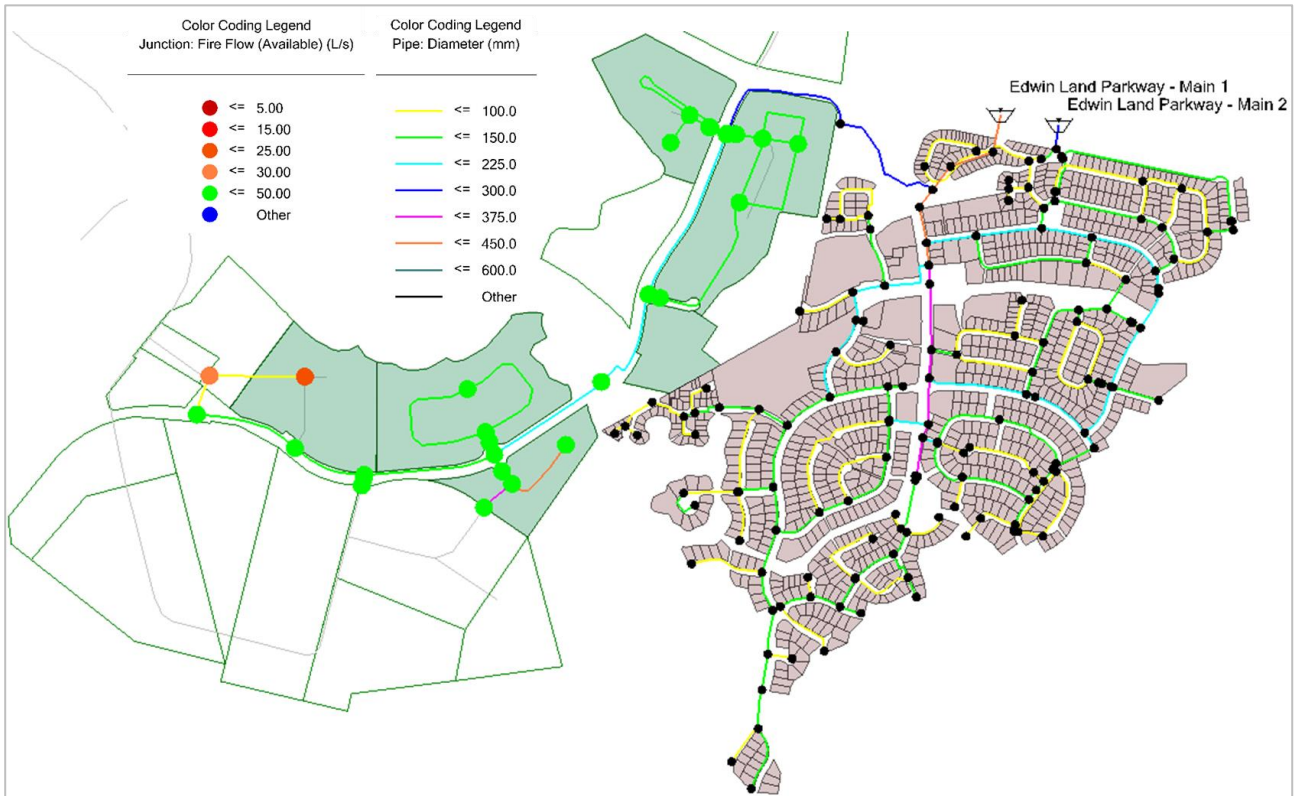 Color Coding Legend
Junction: Fire Flow (Available) (L/s)
<= 5.00
<= 15.00
<= 25.00
<= 30.00
<= 50.00
Other
Color Coding Legend
Pipe: Diameter (mm)
<= 100.0
<= 150.0
<= 225.0
<= 300.0
<= 375.0
<= 450.0
<= 600.0
Other
Edwin Land Parkway - Main 1
Edwin Land Parkway - Main 2